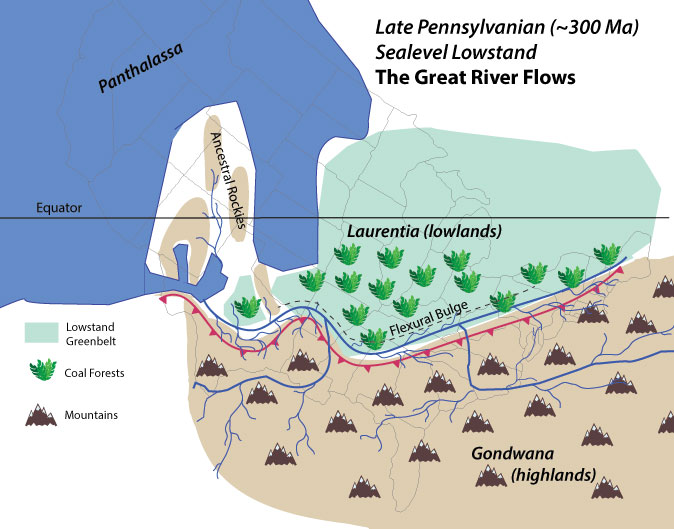 Late Pennsylvanian (~300 Ma)
Sealevel Lowstand
The Great River Flows
Panthalassa
Ancestral Rockies
Equator
Laurentia (lowlands)
Flexural Bulge
Lowstand
Greenbelt
Coal Forests
Mountains
Gondwana
(highlands)